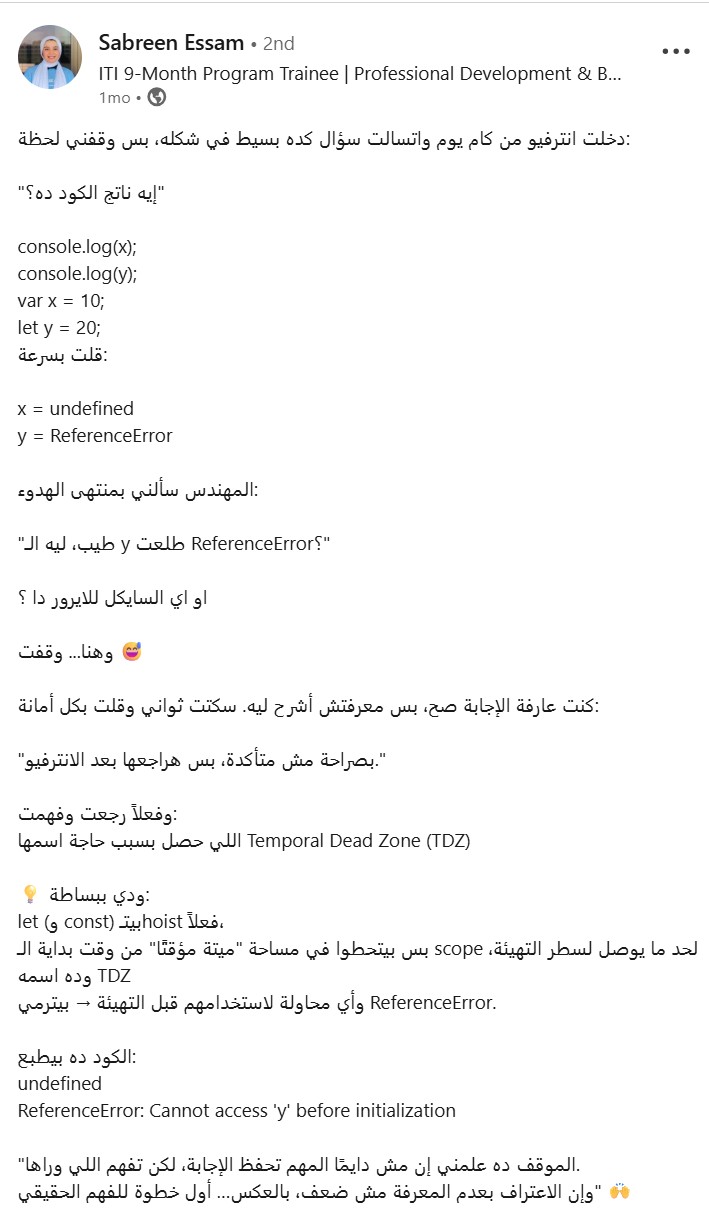 Sabreen Essam • 2nd
ITI 9-Month Program Trainee | Professional Development & B...
1mo •
دخلت انترفيو من كام يوم واتسالت سؤال كده بسيط في شكله، بس وقفني لحظة:
"إيه ناتج الكود ده؟"
console.log(x);
console.log(y);
var x = 10;
let y = 20;
قلت بسرعة:
x = undefined
y = ReferenceError
المهندس سألني بمنتهى الهدوء:
"طيب، ليه الـ y طلعت ReferenceError؟"
او اي السايكل للايرور دا ؟
وهنا... وقفت 😅
كنت عارفة الإجابة صح، بس معرفتش أشرح ليه. سكتت ثواني وقلت بكل أمانة:
"بصراحة مش متأكدة، بس هراجعها بعد الانترفيو."
وفعلاً رجعت وفهمت:
اللي حصل بسبب حاجة اسمها Temporal Dead Zone (TDZ)
💡 ودي ببساطة:
let (و const) بيتـhoist فعلاً،
بس بيتحطوا في مساحة "ميتة مؤقتًا" من وقت بداية الـ scope لحد ما يوصل لسطر التهيئة،
وده اسمه TDZ
وأي محاولة لاستخدامهم قبل التهيئة → بيترمي ReferenceError.
الكود ده بيطبع:
undefined
ReferenceError: Cannot access 'y' before initialization
"الموقف ده علمني إن مش دايمًا المهم تحفظ الإجابة، لكن تفهم اللي وراها.
وإن الاعتراف بعدم المعرفة مش ضعف، بالعكس... أول خطوة للفهم الحقيقي" 🙌